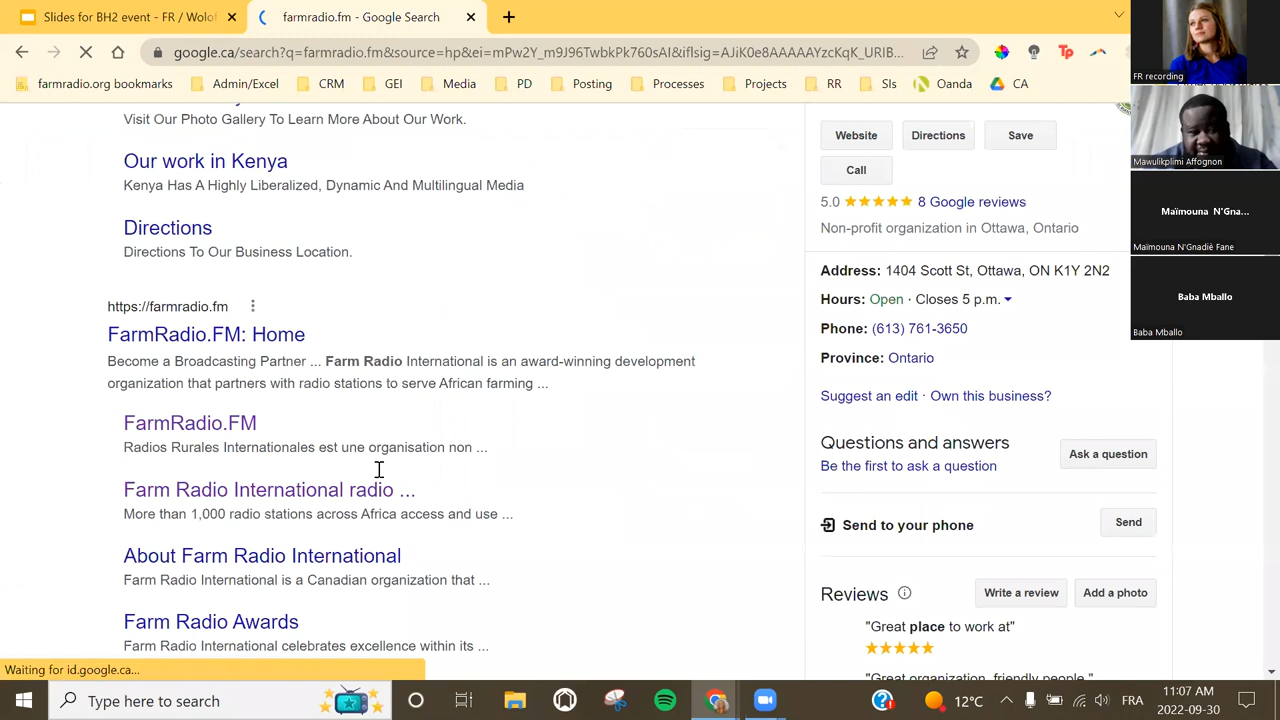 Slides for BH2 event - FR / Wolo
farmradio.fm - Google Search
google.ca/search?q=farmradio.fm&source=hp&ei=mPw2Y_m9J96TwbkPk760sAI&iflsig=AJiK0e8AAAAAYzcKqK_URIB...
farmradio.org bookmarks
Admin/Excel
CRM
GEI
Media
PD
Posting
Processes
Projects
RR
SIs
Oanda
CA
FR recording
Mawulikplimi Affognon
Maïmouna N'Gna...
Maïmouna N'Gnadiè Fane
Baba Mballo
Baba Mballo
Visit Our Photo Gallery To Learn More About Our Work.
Our work in Kenya
Kenya Has A Highly Liberalized, Dynamic And Multilingual Media
Directions
Directions To Our Business Location.
https://farmradio.fm
FarmRadio.FM: Home
Become a Broadcasting Partner ... Farm Radio International is an award-winning development
organization that partners with radio stations to serve African farming ...
FarmRadio.FM
Radios Rurales Internationales est une organisation non ...
Farm Radio International radio ...
More than 1,000 radio stations across Africa access and use ...
About Farm Radio International
Farm Radio International is a Canadian organization that ...
Farm Radio Awards
Farm Radio International celebrates excellence within its ...
Website
Directions
Save
Call
5.0 ★★★★★ 8 Google reviews
Non-profit organization in Ottawa, Ontario
Address: 1404 Scott St, Ottawa, ON K1Y 2N2
Hours: Open · Closes 5 p.m.
Phone: (613) 761-3650
Province: Ontario
Suggest an edit · Own this business?
Questions and answers
Be the first to ask a question
Ask a question
Send to your phone
Send
Reviews
Write a review
Add a photo
"Great place to work at"
"Great organization, friendly people."
Waiting for id.google.ca...
Type here to search
12°C
FRA
11:07 AM
2022-09-30